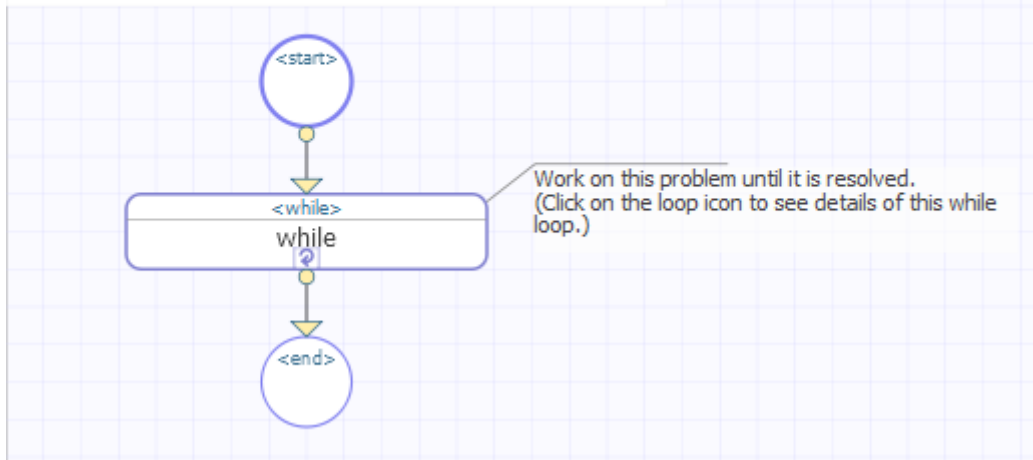 <start>
<while>
while
Work on this problem until it is resolved.
(Click on the loop icon to see details of this while
loop.)
<end>